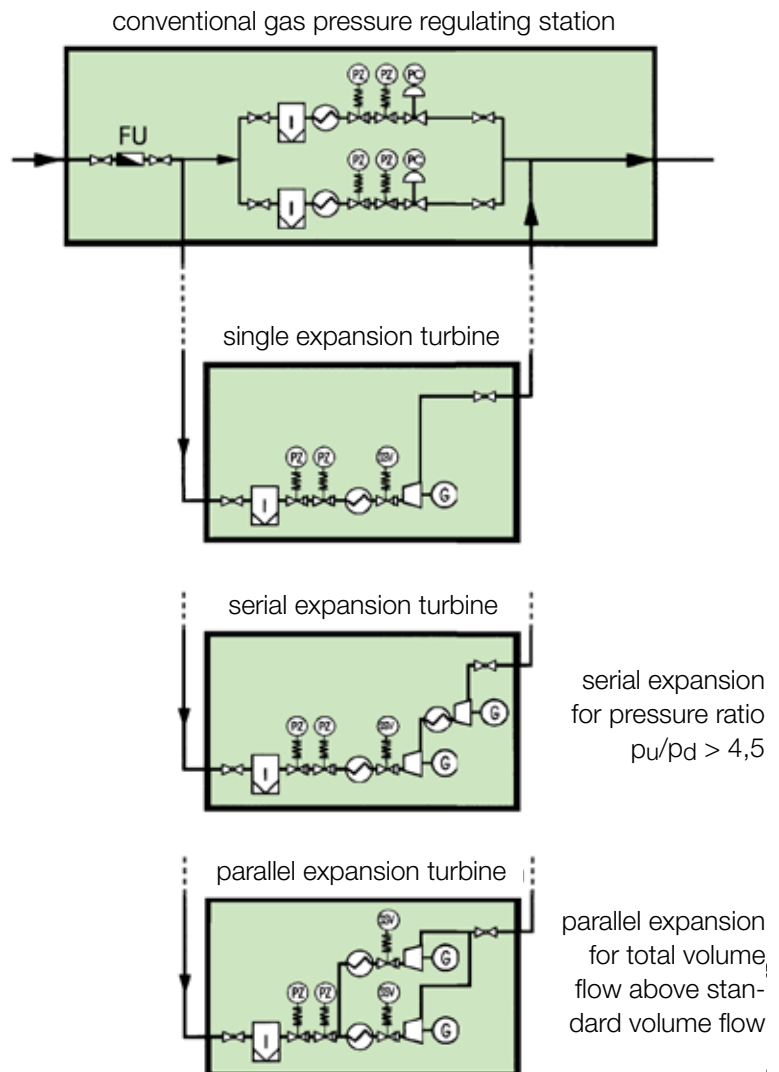 conventional gas pressure regulating station
PZ PZ PC
FU
I
PZ PZ PC
I
single expansion turbine
PZ PZ SSV
I G
serial expansion turbine
serial expansion
for pressure ratio
pu/pd > 4,5
G
PZ PZ SSV
I G
parallel expansion turbine
parallel expansion
for total volume
flow above stan-
dard volume flow
SSV
G
PZ PZ SSV
I G